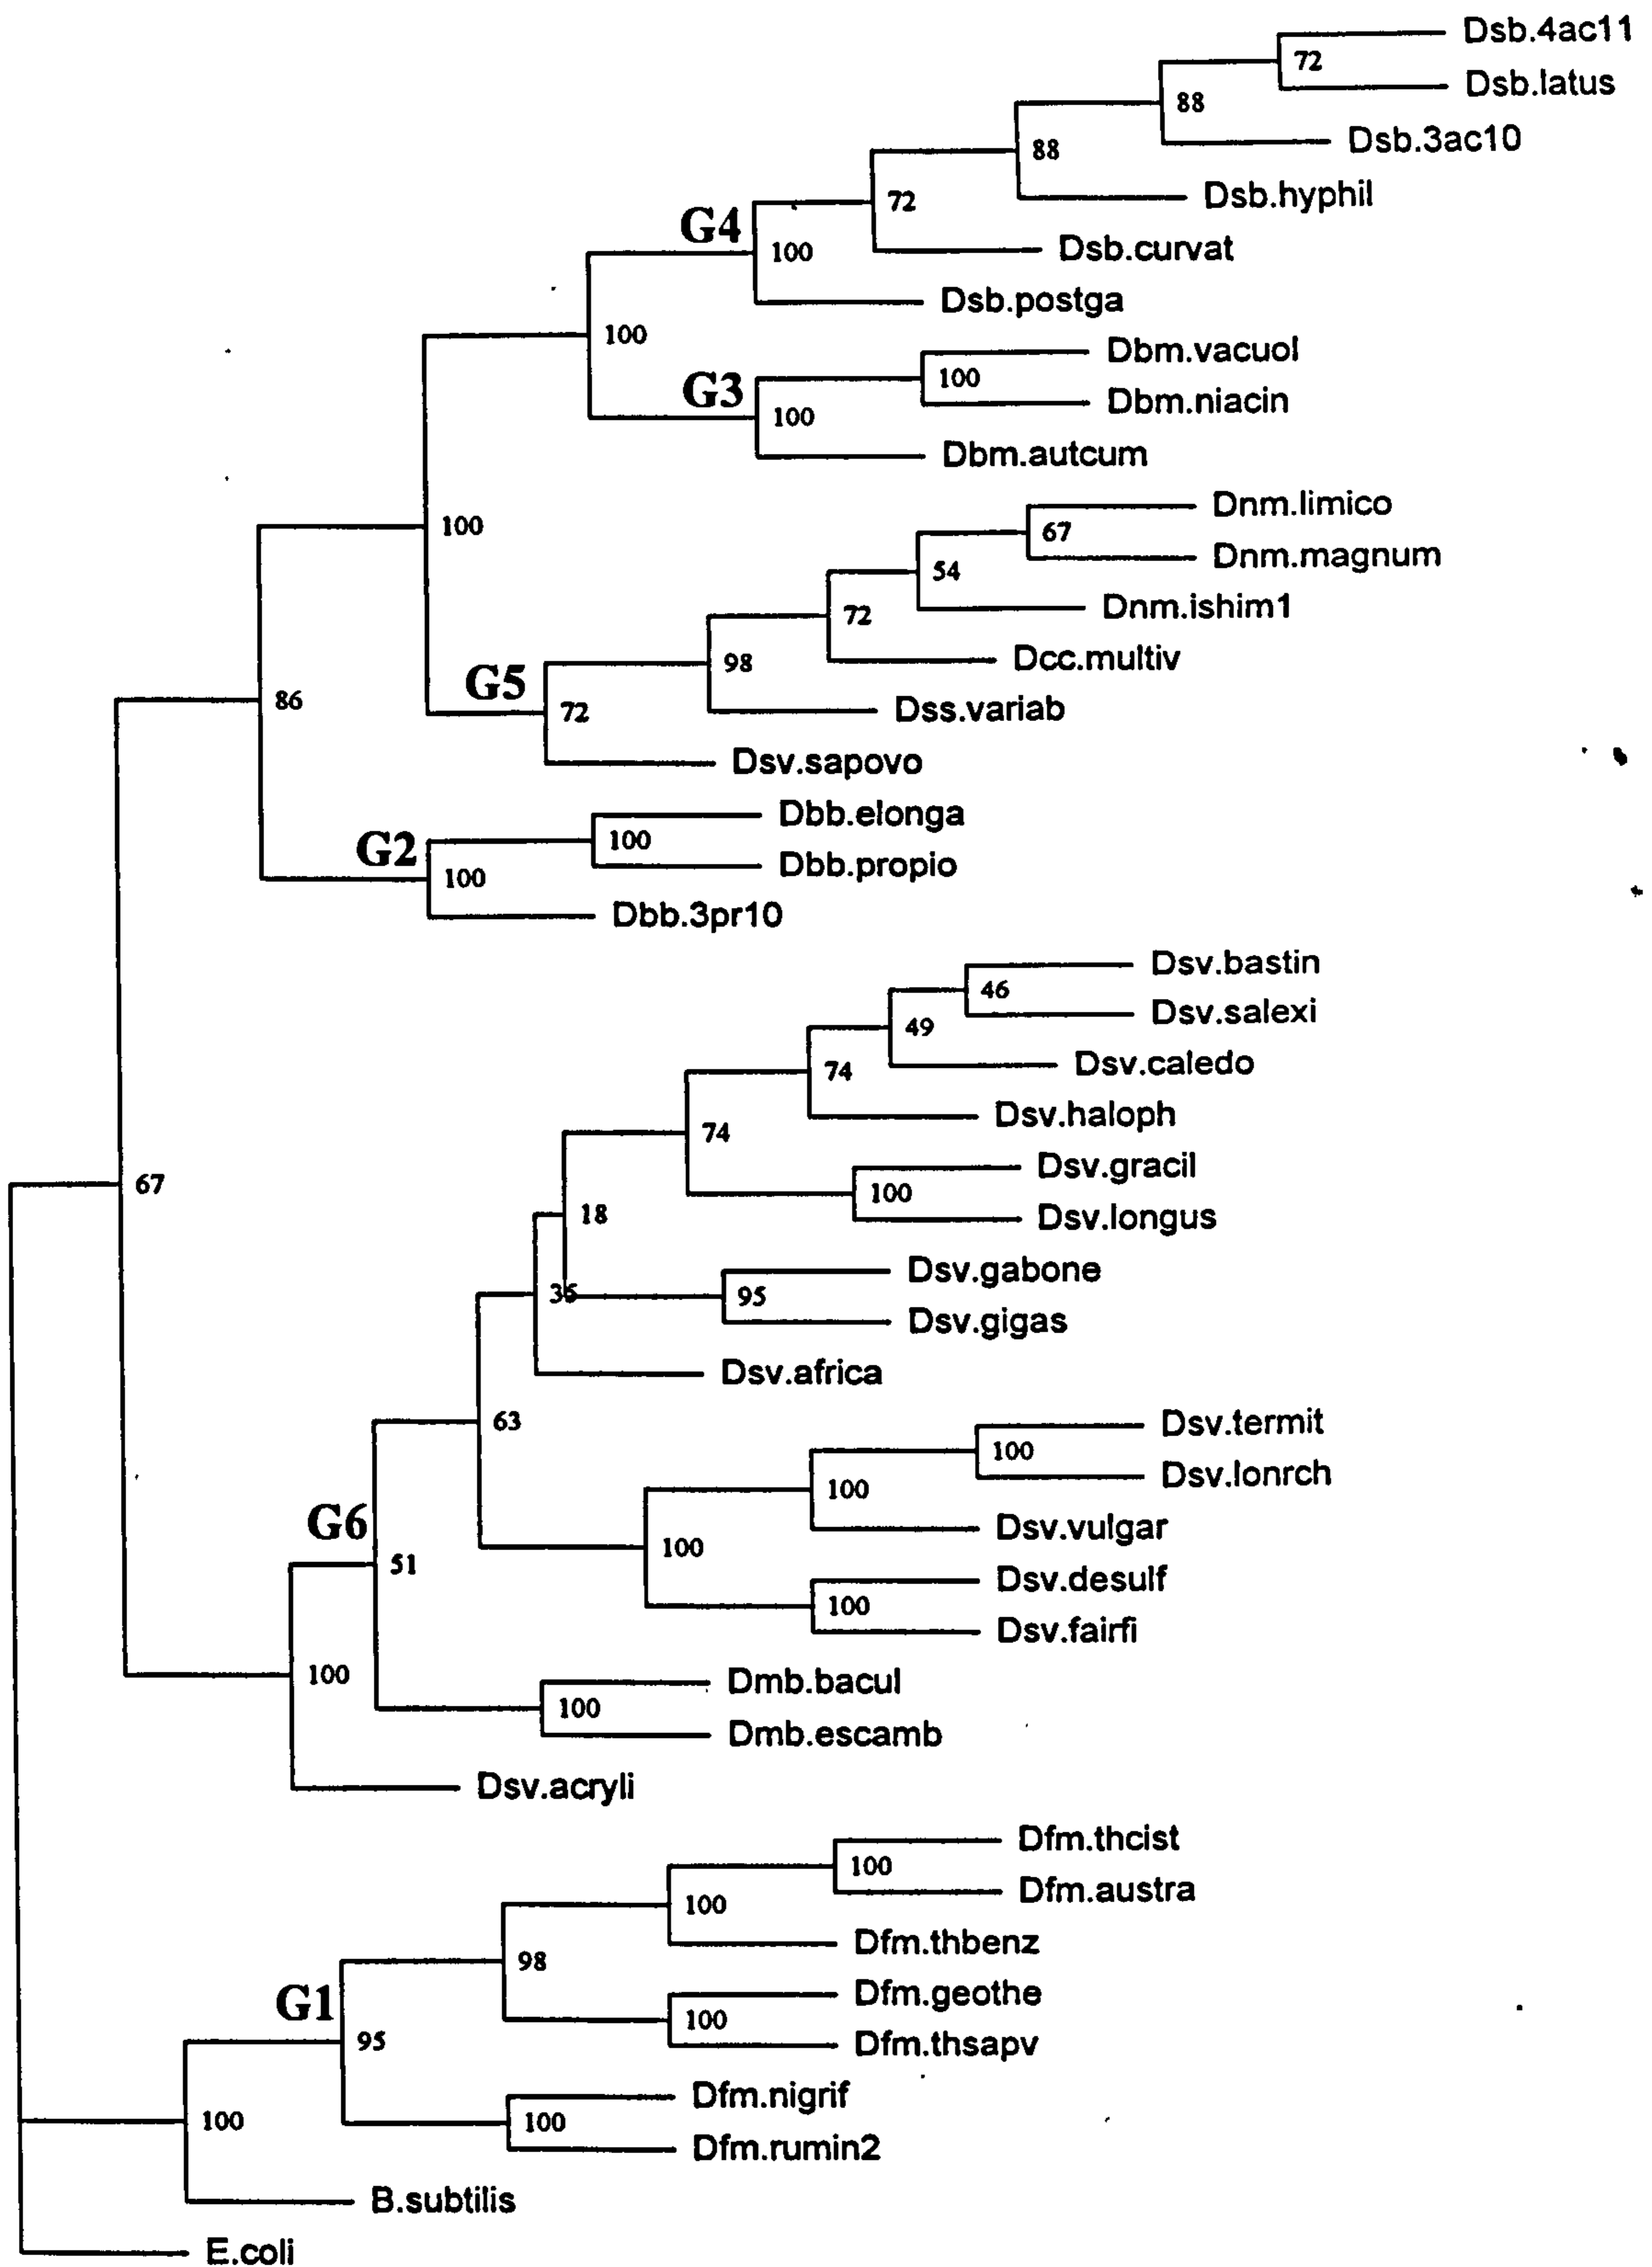 Dsb.4ac11
72
Dsb.latus
88
Dsb.3ac10
88
Dsb.hyphil
72
G4
Dsb.curvat
100
Dsb.postga
100
Dbm.vacuol
100
G3
Dbm.niacin
100
Dbm.autcum
Dnm.limico
100
67
Dnm.magnum
54
Dnm.ishim1
72
Dcc.multiv
98
G5
86
Dss.variab
72
Dsv.sapovo
Dbb.elonga
100
G2
Dbb.propio
100
Dbb.3pr10
Dsv.bastin
46
Dsv.salexi
49
Dsv.caledo
74
Dsv.haloph
74
Dsv.gracil
67
100
18
Dsv.longus
Dsv.gabone
35
95
Dsv.gigas
Dsv.africa
63
Dsv.termit
100
Dsv.lonrch
100
G6
Dsv.vulgar
100
51
Dsv.desulf
100
Dsv.fairfi
100
Dmb.bacul
100
Dmb.escamb
Dsv.acryli
Dfm.thcist
100
Dfm.austra
100
Dfm.thbenz
98
G1
Dfm.geothe
100
95
Dfm.thsapv
Dfm.nigrif
100
100
Dfm.rumin2
B.subtilis
E.coli